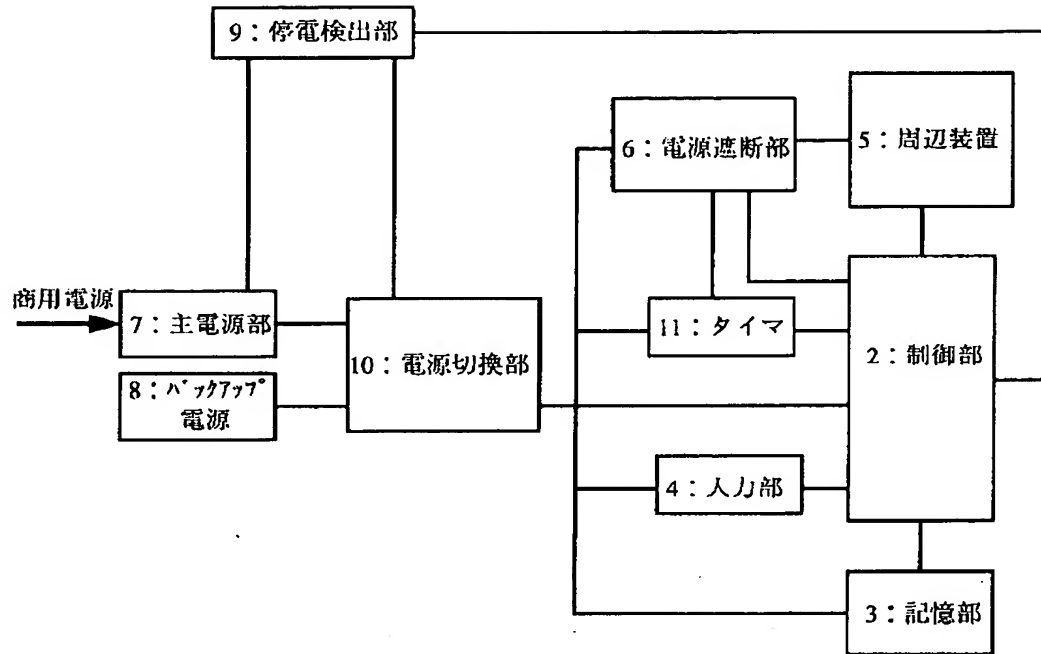 9：停電検出部
6：電源遮断部
5：周辺装置
商用電源
7：主電源部
11：タイマ
10：電源切換部
2：制御部
8：バックアップ
電源
4：入力部
3：記憶部